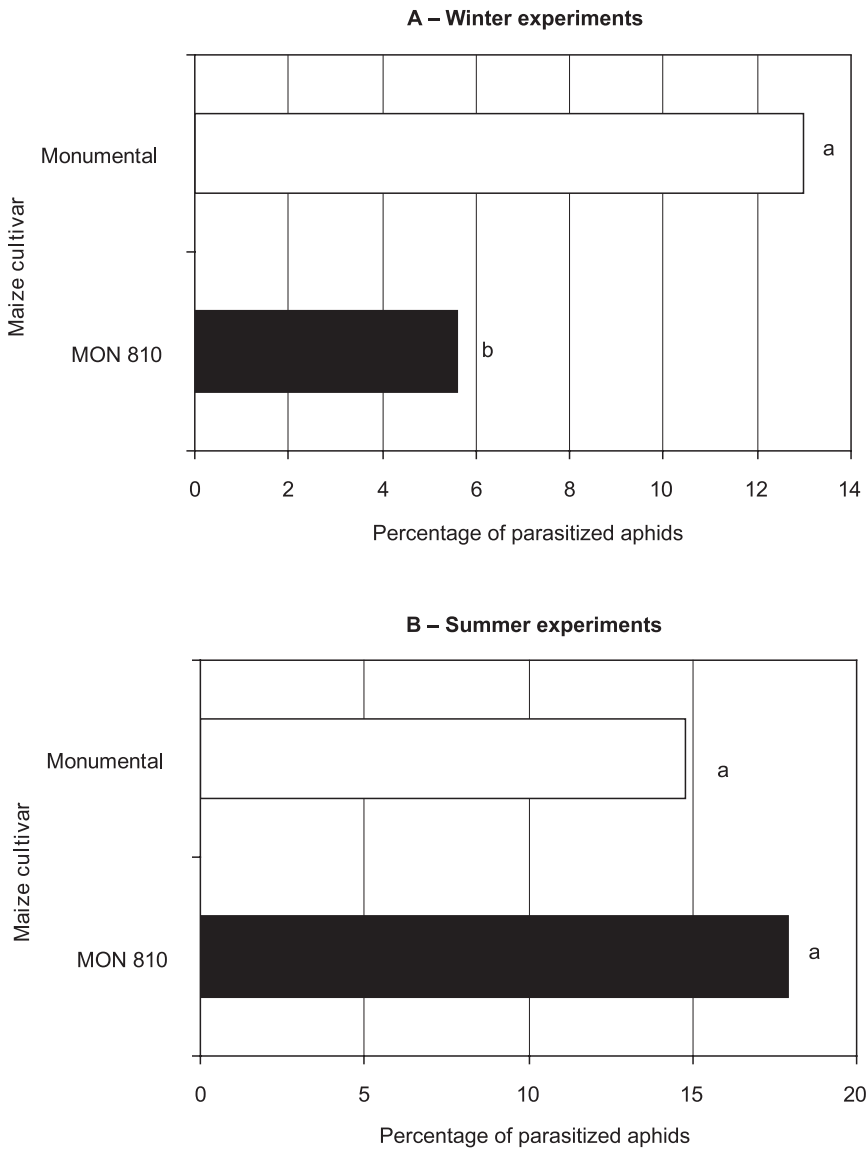 A – Winter experiments
Monumental
a
Maize cultivar
MON 810
b
0 2 4 6 8 10 12 14
Percentage of parasitized aphids
B – Summer experiments
Monumental
a
Maize cultivar
MON 810
a
0 5 10 15 20
Percentage of parasitized aphids